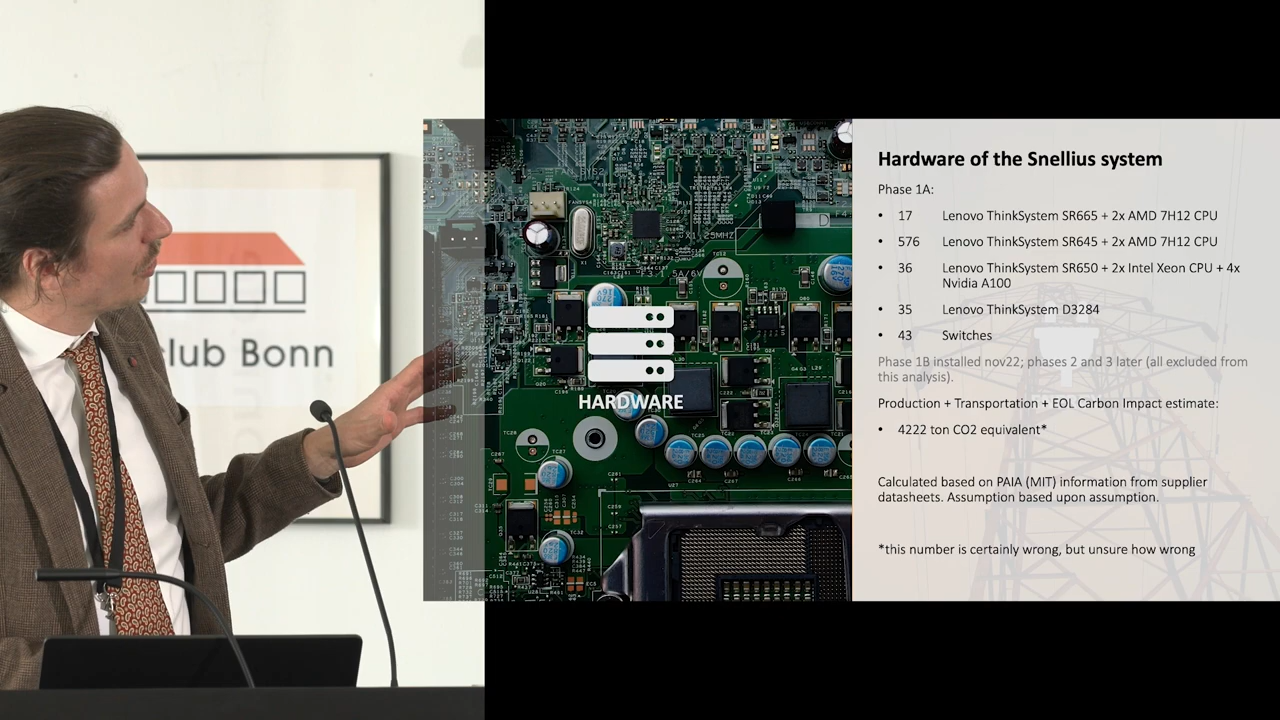 club Bonn
HARDWARE
Hardware of the Snellius system
Phase 1A:
• 17 Lenovo ThinkSystem SR665 + 2x AMD 7H12 CPU
• 576 Lenovo ThinkSystem SR645 + 2x AMD 7H12 CPU
• 36 Lenovo ThinkSystem SR650 + 2x Intel Xeon CPU + 4x
Nvidia A100
• 35 Lenovo ThinkSystem D3284
• 43 Switches
Phase 1B installed nov22; phases 2 and 3 later (all excluded from
this analysis).
Production + Transportation + EOL Carbon Impact estimate:
• 4222 ton CO2 equivalent*
Calculated based on PAIA (MIT) information from supplier
datasheets. Assumption based upon assumption.
*this number is certainly wrong, but unsure how wrong